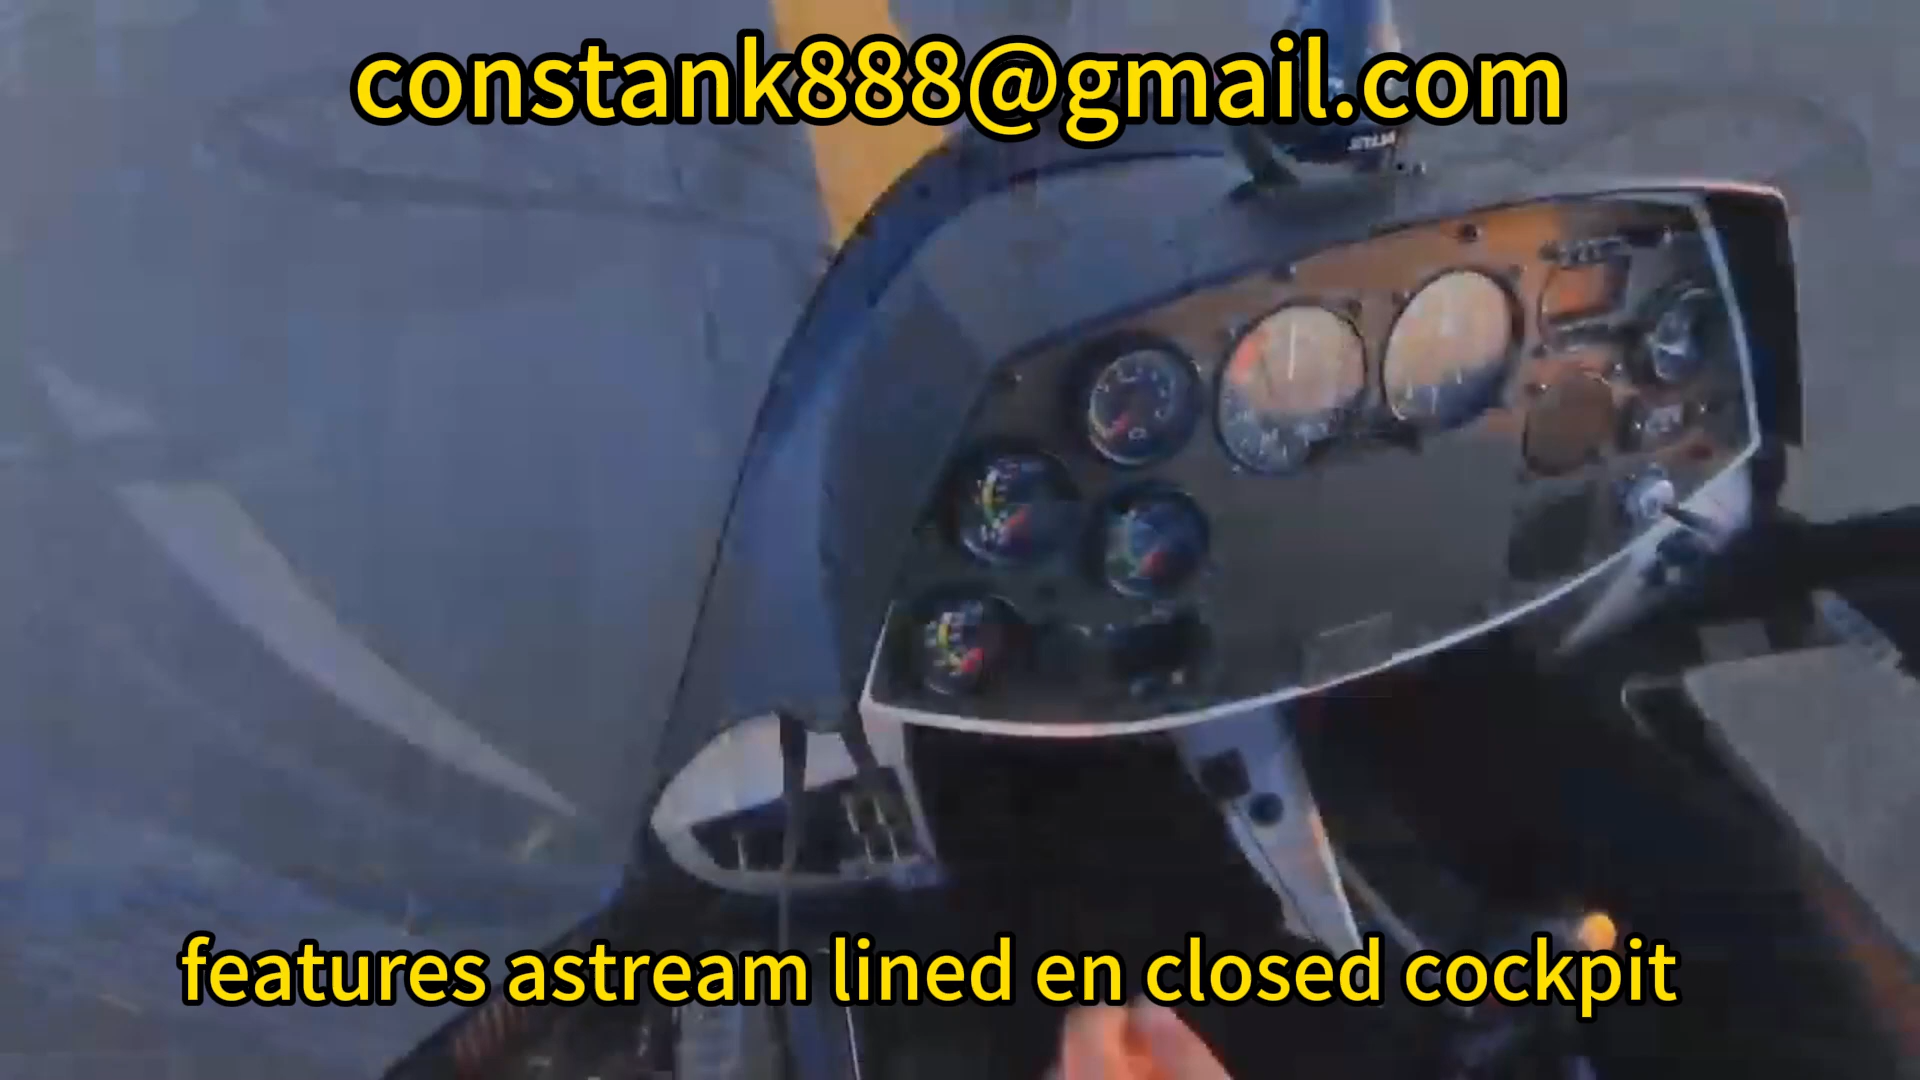 constank888@gmail.com
features astream lined en closed cockpit